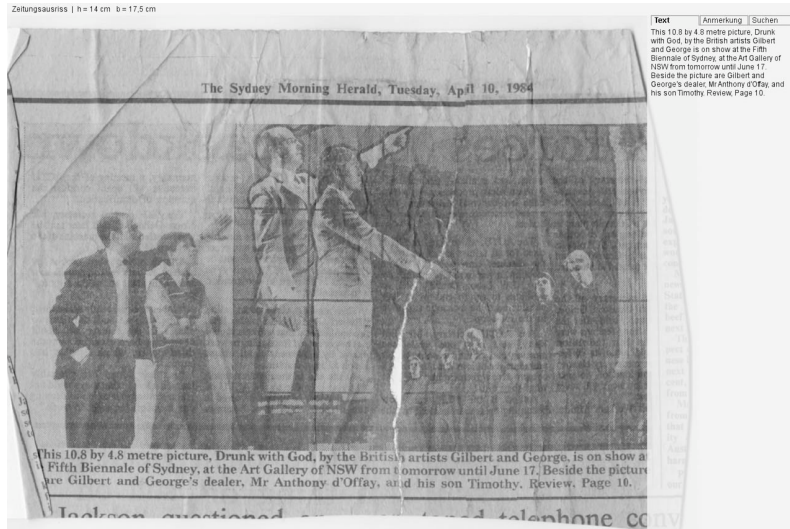 Zeitungsausriss | h = 14 cm b = 17,5 cm
Text Anmerkung Suchen
This 10.8 by 4.8 metre picture, Drunk
with God, by the British artists Gilbert
and George is on show at the Fifth
Biennale of Sydney, at the Art Gallery of
NSW from tomorrow until June 17.
Beside the picture are Gilbert and
George's dealer, Mr Anthony d'Offay, and
his son Timothy. Review, Page 10.
The Sydney Morning Herald, Tuesday, April 10, 1984
This 10.8 by 4.8 metre picture, Drunk with God, by the British artists Gilbert and George, is on show a
Fifth Biennale of Sydney, at the Art Gallery of NSW from tomorrow until June 17. Beside the picture
are Gilbert and George's dealer, Mr Anthony d'Offay, and his son Timothy. Review, Page 10.
Jackson questioned telephone conv